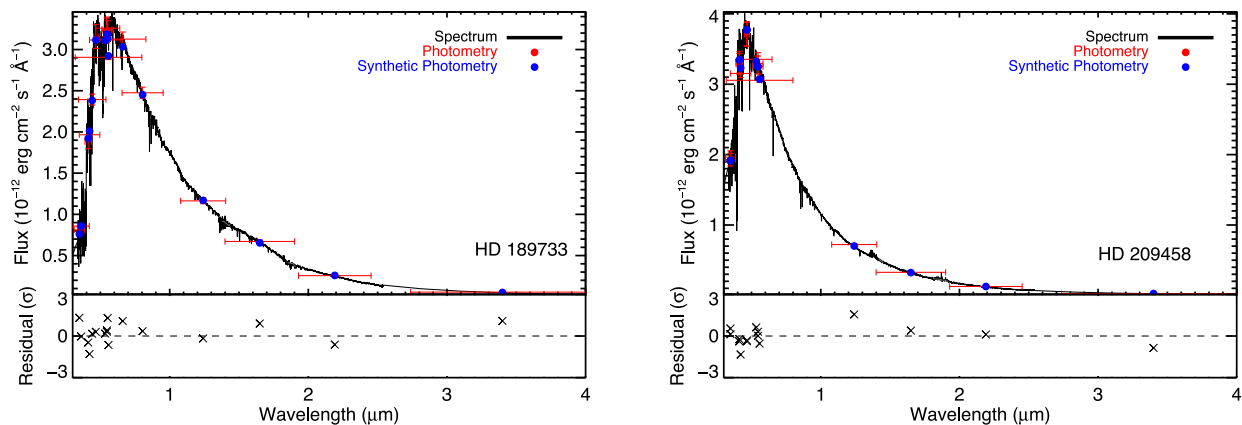 Flux (10⁻¹² erg cm⁻² s⁻¹ Å⁻¹)
3.0
2.5
2.0
1.5
1.0
0.5
Spectrum
Photometry
Synthetic Photometry
HD 189733
Residual (σ)
3
0
−3
1 2 3 4
Wavelength (μm)
Flux (10⁻¹² erg cm⁻² s⁻¹ Å⁻¹)
4
3
2
1
Spectrum
Photometry
Synthetic Photometry
HD 209458
Residual (σ)
3
0
−3
1 2 3 4
Wavelength (μm)